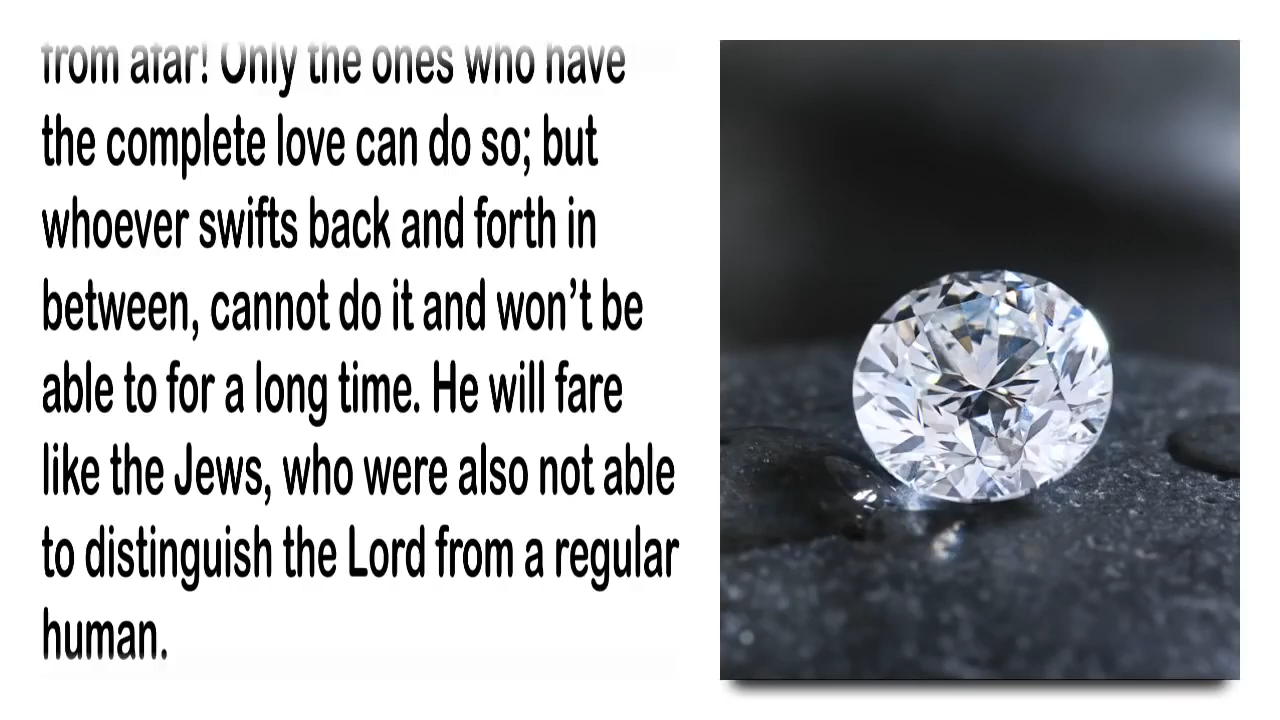 from afar! Only the ones who have
the complete love can do so; but
whoever swifts back and forth in
between, cannot do it and won’t be
able to for a long time. He will fare
like the Jews, who were also not able
to distinguish the Lord from a regular
human.